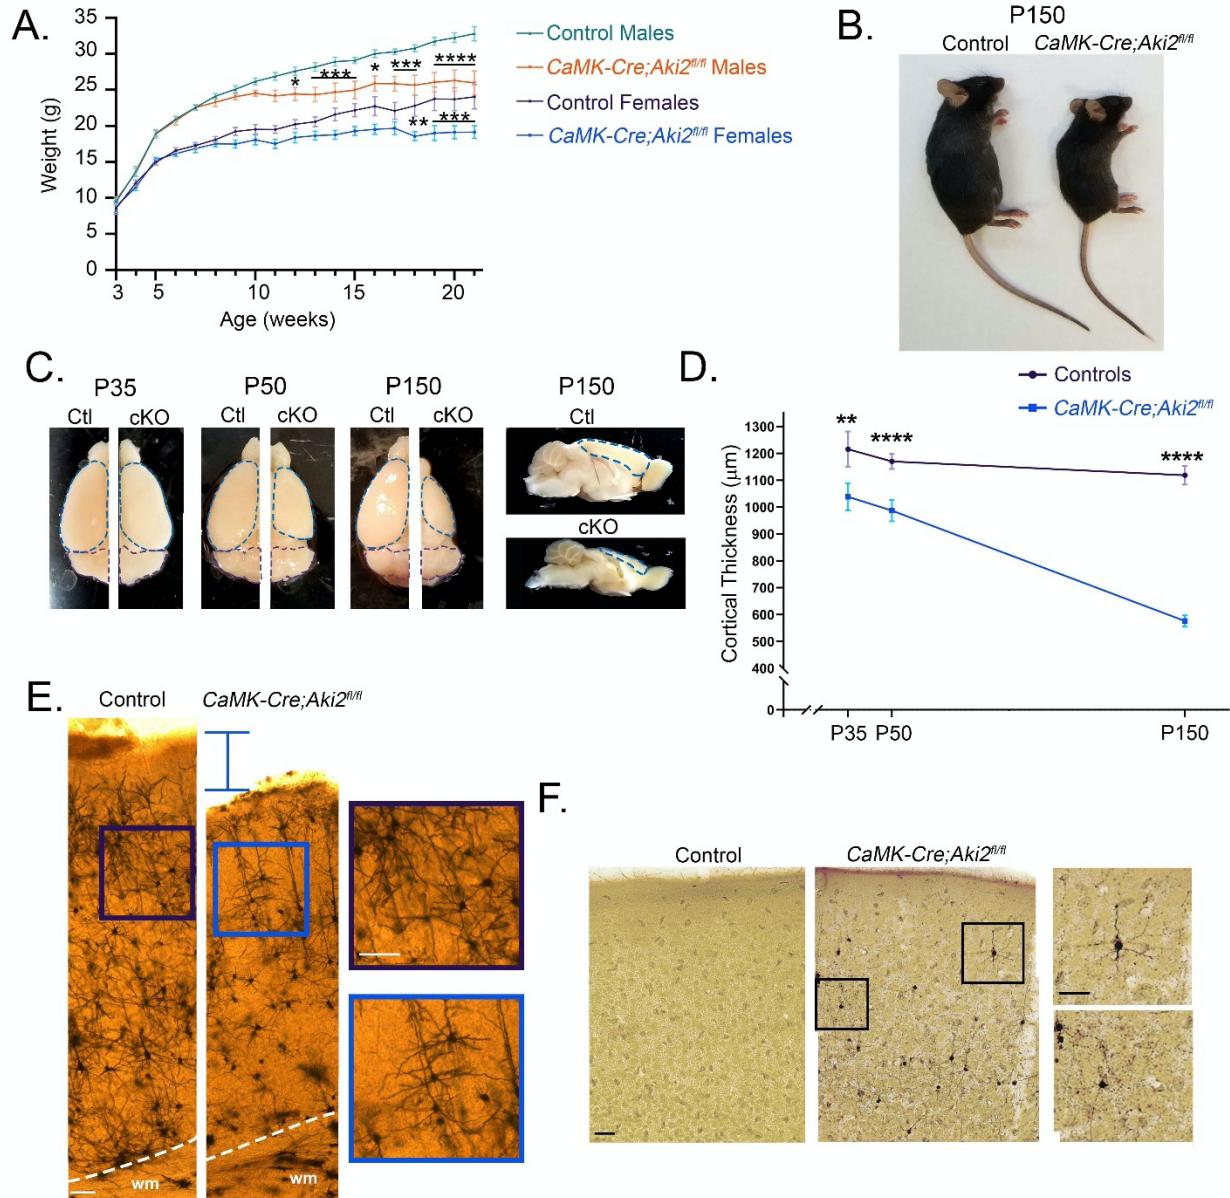 A.
35
30
25
20
15
10
5
0
Weight (g)
3 5 10 15 20
Age (weeks)
* *** * *** ****
** ***
Control Males
CaMK-Cre;Aki2fl/fl Males
Control Females
CaMK-Cre;Aki2fl/fl Females
B.
P150
Control CaMK-Cre;Aki2fl/fl
C.
P35 P50 P150 P150
Ctl cKO Ctl cKO Ctl cKO Ctl
cKO
D.
Controls
CaMK-Cre;Aki2fl/fl
** **** ****
1300
1200
1100
1000
900
800
700
600
500
400
0
Cortical Thickness (μm)
P35 P50 P150
E.
Control CaMK-Cre;Aki2fl/fl
wm wm
F.
Control CaMK-Cre;Aki2fl/fl